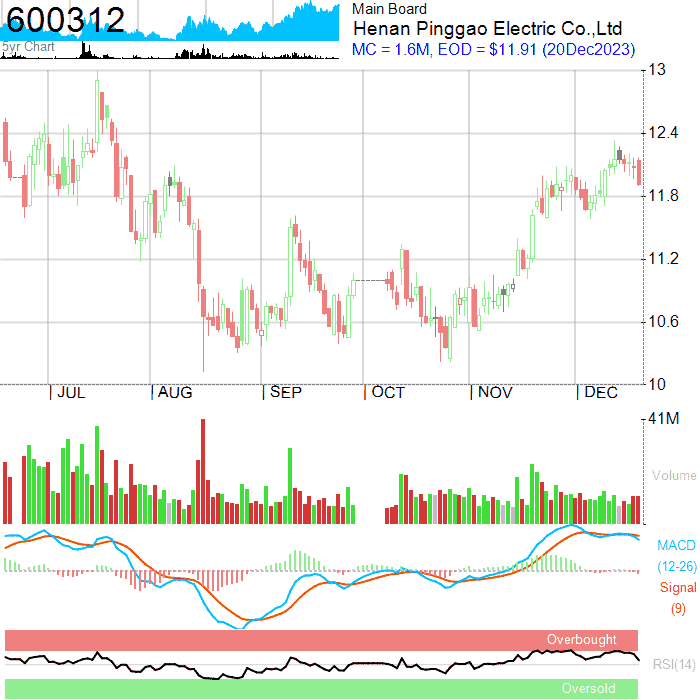 600312
5yr Chart
Main Board
Henan Pinggao Electric Co.,Ltd
MC = 1.6M, EOD = $11.91 (20Dec2023)
13
12.4
11.8
11.2
10.6
10
JUL AUG SEP OCT NOV DEC
41M
Volume
MACD
(12-26)
Signal
(9)
Overbought
RSI(14)
Oversold